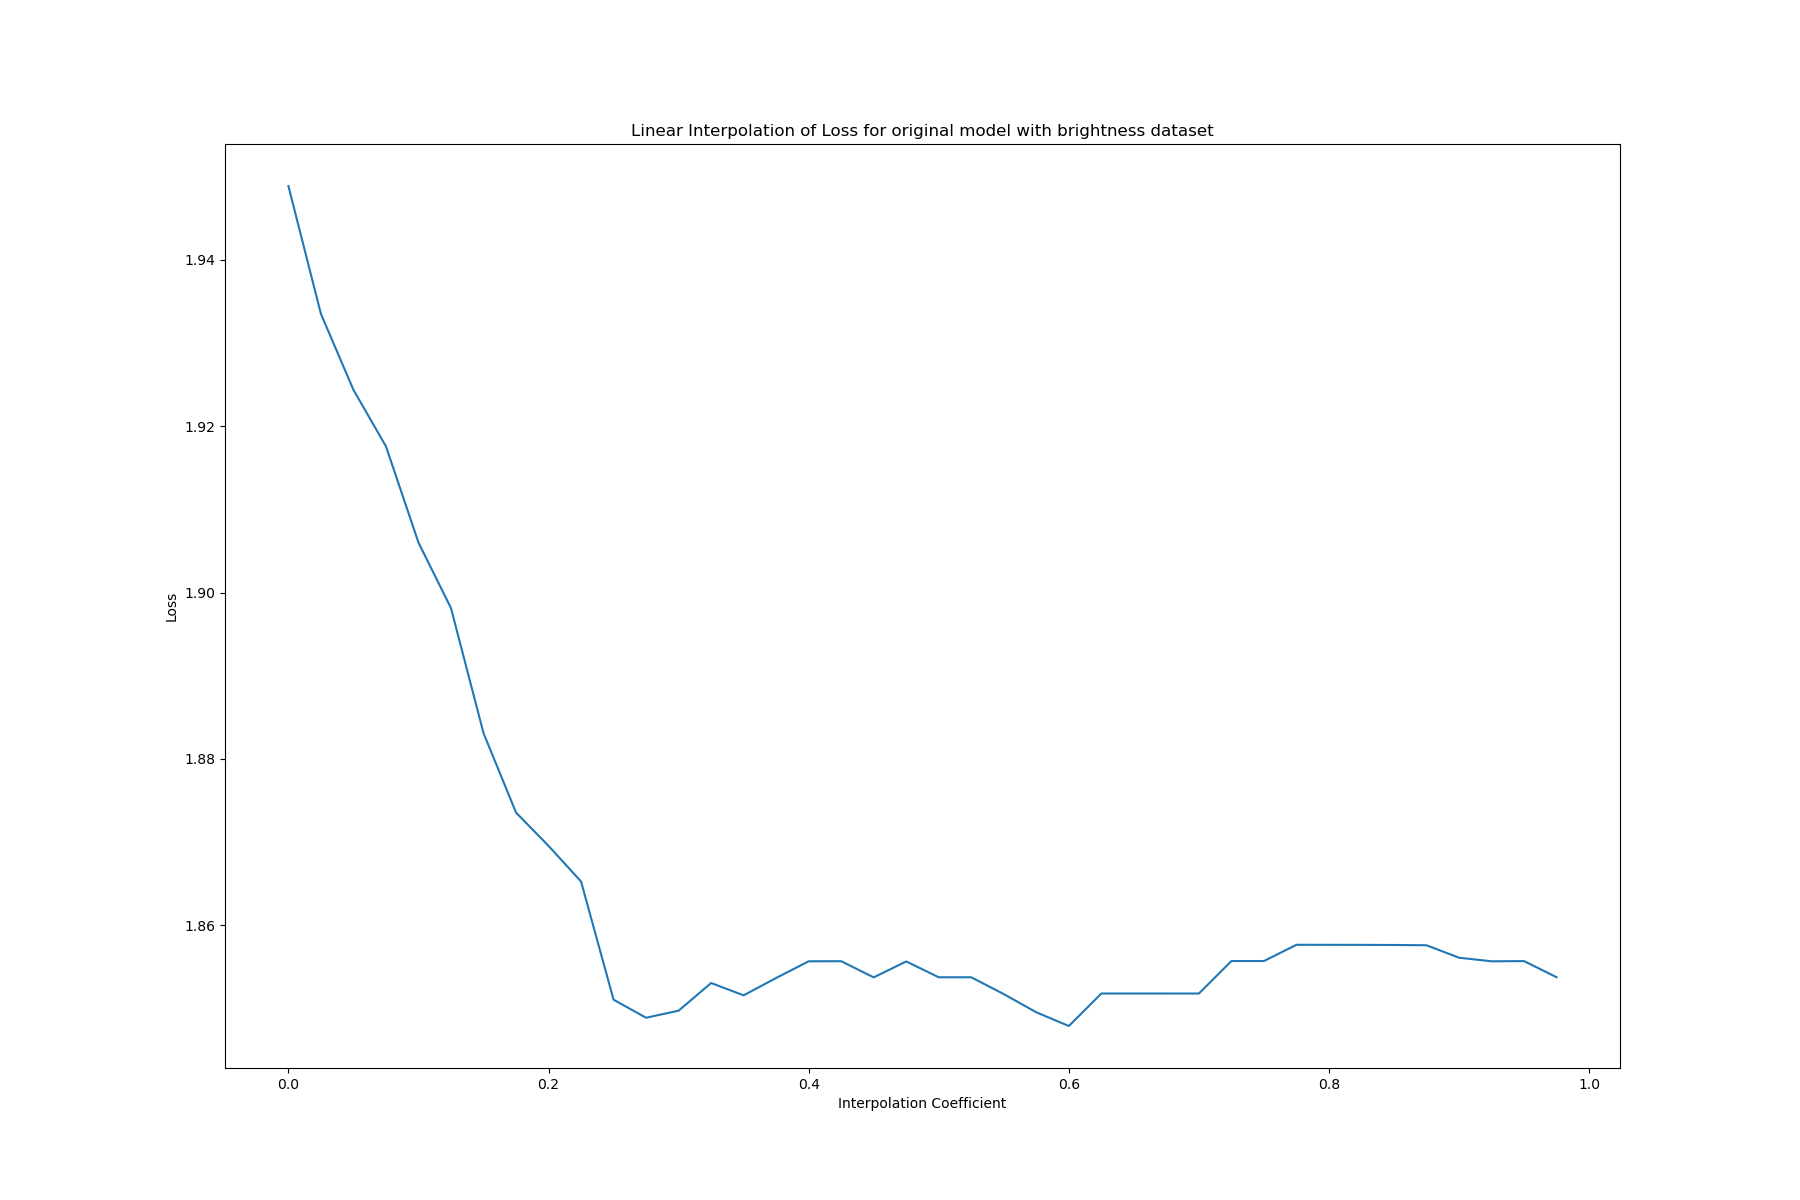 Linear Interpolation of Loss for original model with brightness dataset
1.94
1.92
1.90
1.88
1.86
Loss
0.0 0.2 0.4 0.6 0.8 1.0
Interpolation Coefficient